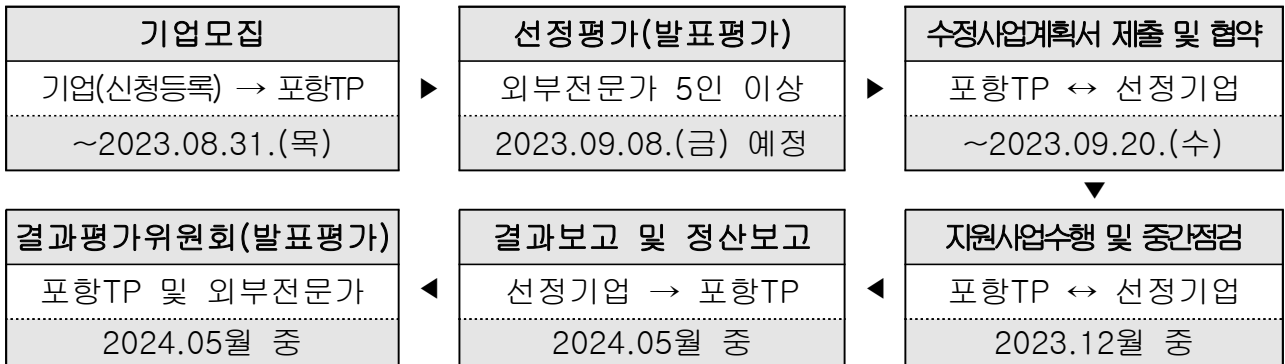 기업모집
기업(신청등록) → 포항TP
~2023.08.31.(목)
▶
선정평가(발표평가)
외부전문가 5인 이상
2023.09.08.(금) 예정
▶
수정사업계획서 제출 및 협약
포항TP ↔ 선정기업
~2023.09.20.(수)
▼
지원사업수행 및 중간점검
포항TP ↔ 선정기업
2023.12월 중
◀
결과보고 및 정산보고
선정기업 → 포항TP
2024.05월 중
◀
결과평가위원회(발표평가)
포항TP 및 외부전문가
2024.05월 중